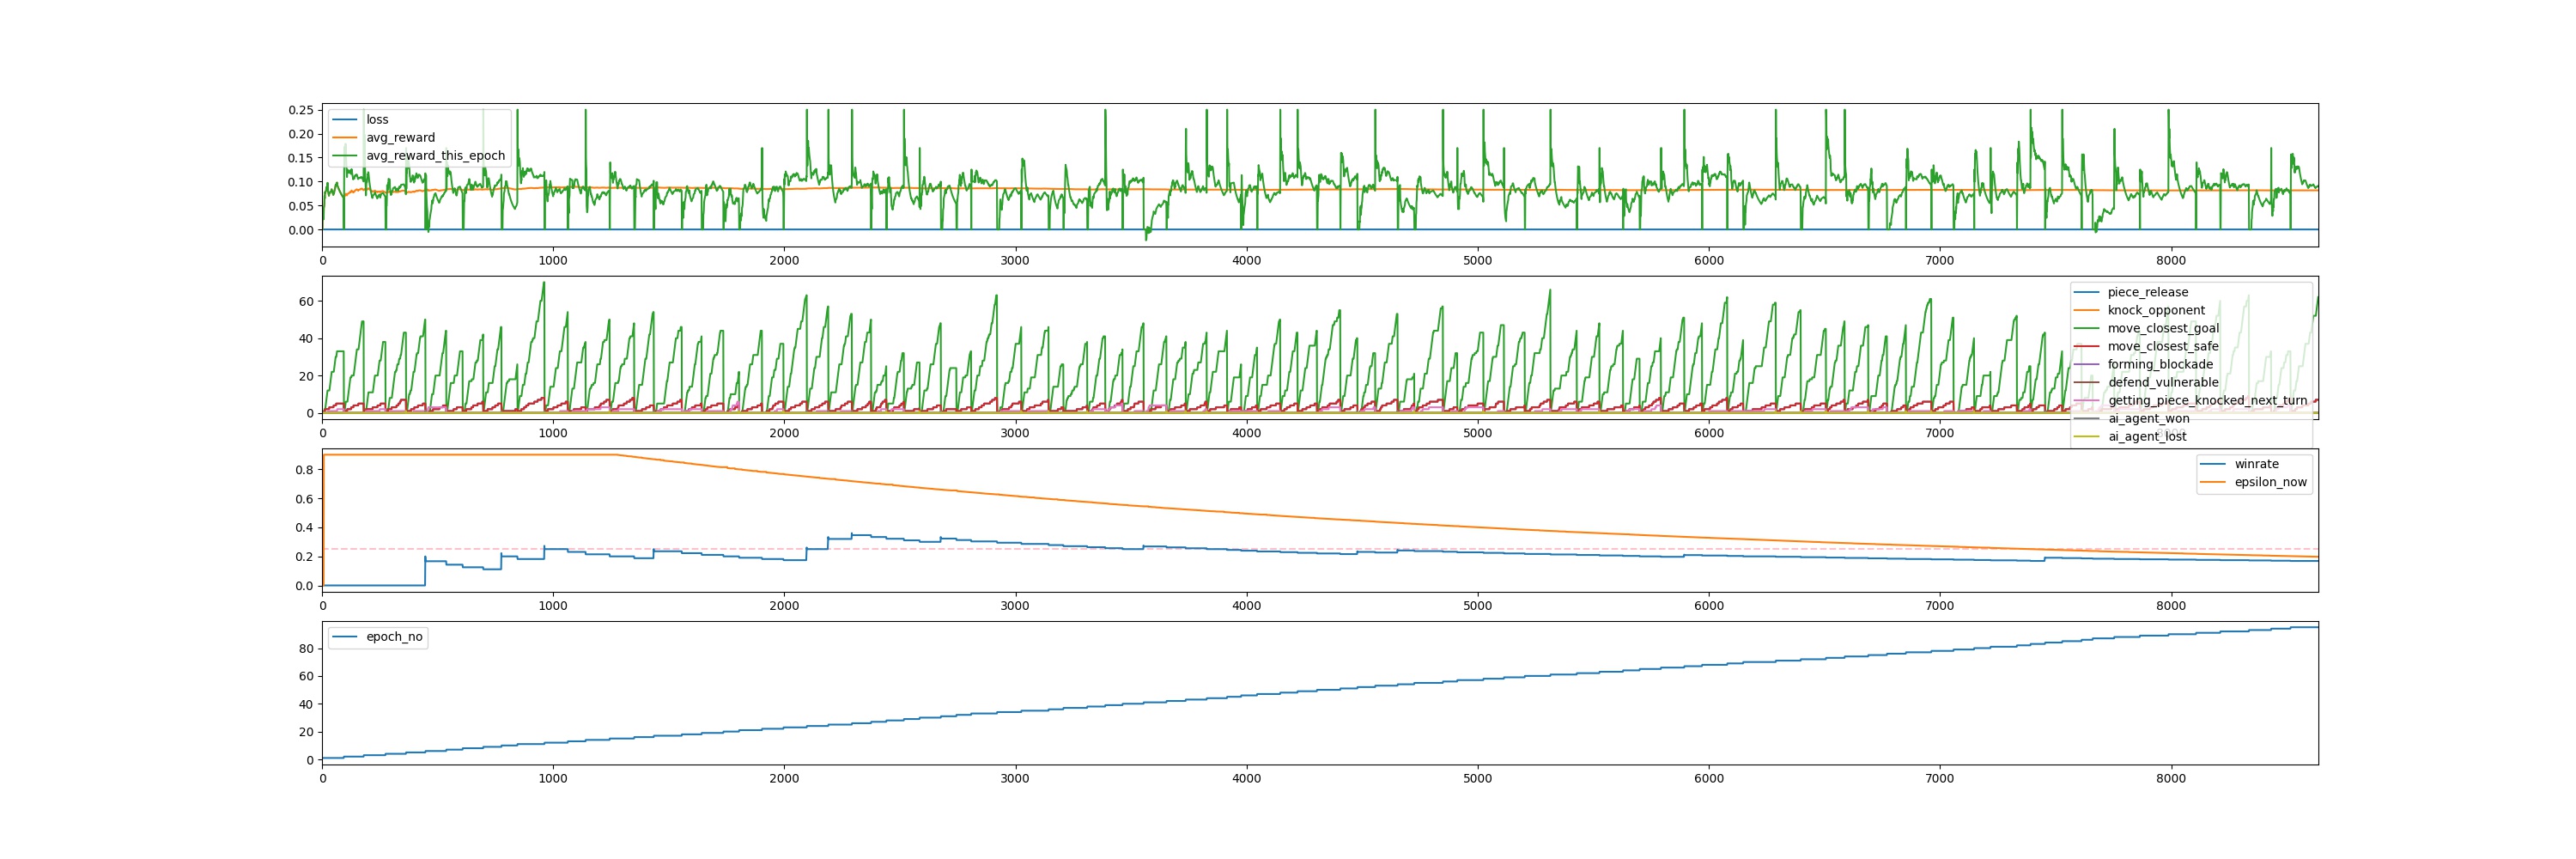 0.25
0.20
0.15
0.10
0.05
0.00
loss
avg_reward
avg_reward_this_epoch
0 1000 2000 3000 4000 5000 6000 7000 8000
60
40
20
0
piece_release
knock_opponent
move_closest_goal
move_closest_safe
forming_blockade
defend_vulnerable
getting_piece_knocked_next_turn
ai_agent_won
ai_agent_lost
0 1000 2000 3000 4000 5000 6000 7000 8000
0.8
0.6
0.4
0.2
0.0
winrate
epsilon_now
0 1000 2000 3000 4000 5000 6000 7000 8000
80
60
40
20
0
epoch_no
0 1000 2000 3000 4000 5000 6000 7000 8000